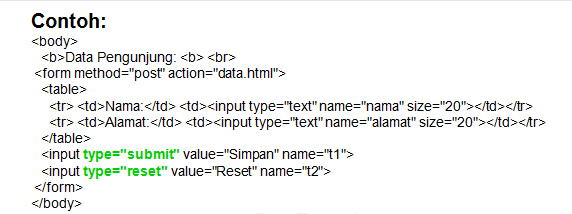 Contoh:
<body>
<b>Data Pengunjung: <b> <br>
<form method="post" action="data.html">
<table>
<tr> <td>Nama:</td> <td><input type="text" name="nama" size="20"></td></tr>
<tr> <td>Alamat:</td> <td><input type="text" name="alamat" size="20"></td></tr>
</table>
<input type="submit" value="Simpan" name="t1">
<input type="reset" value="Reset" name="t2">
</form>
</body>